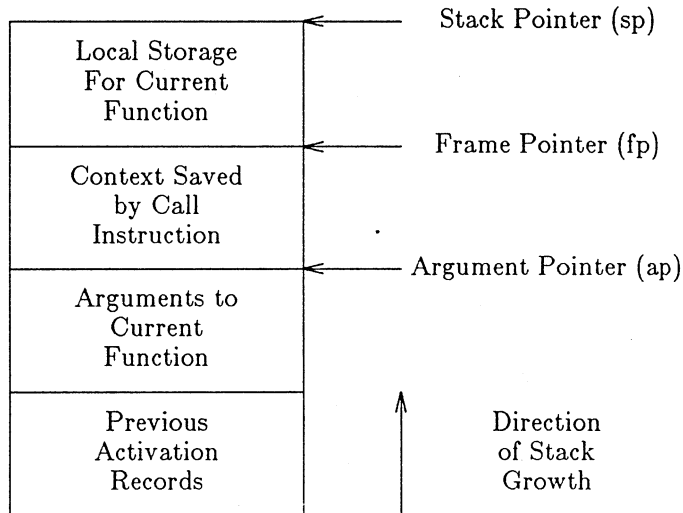 Stack Pointer (sp)
Local Storage
For Current
Function
Frame Pointer (fp)
Context Saved
by Call
Instruction
Argument Pointer (ap)
Arguments to
Current
Function
Previous
Activation
Records
Direction
of Stack
Growth